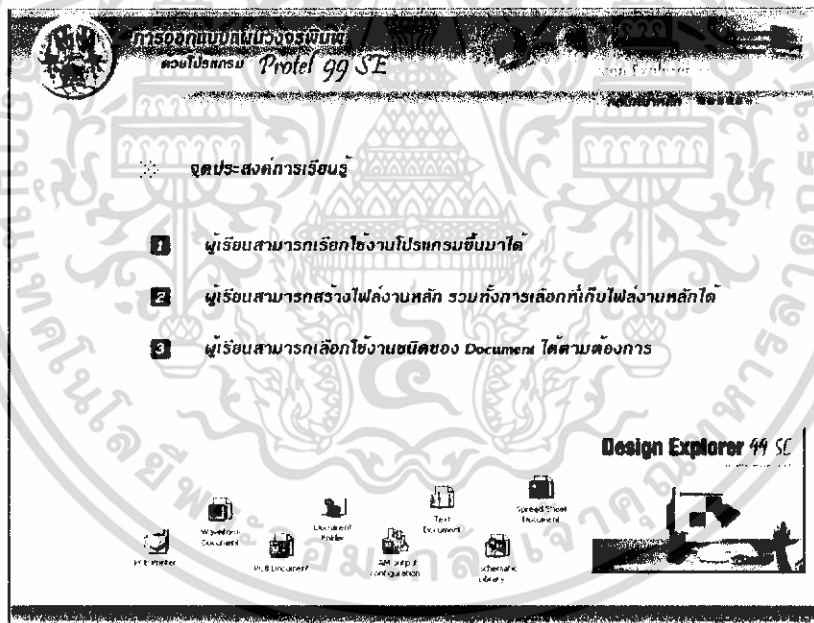 การออกแบบแผ่นวงจรพิมพ์
ด้วยโปรแกรม Protel 99 SE
จุดประสงค์การเรียนรู้
1 ผู้เรียนสามารถเรียกใช้งานโปรแกรมขึ้นมาได้
2 ผู้เรียนสามารถสร้างไฟล์งานหลัก รวมทั้งการเลือกที่เก็บไฟล์งานหลักได้
3 ผู้เรียนสามารถเลือกใช้งานชนิดของ Document ได้ตามต้องการ
Design Explorer 99 SE
PCB Printer
Waveform Document
PCB Document
Document Folder
CAM output configuration
Text Document
Schematic Library
Spread Sheet Document